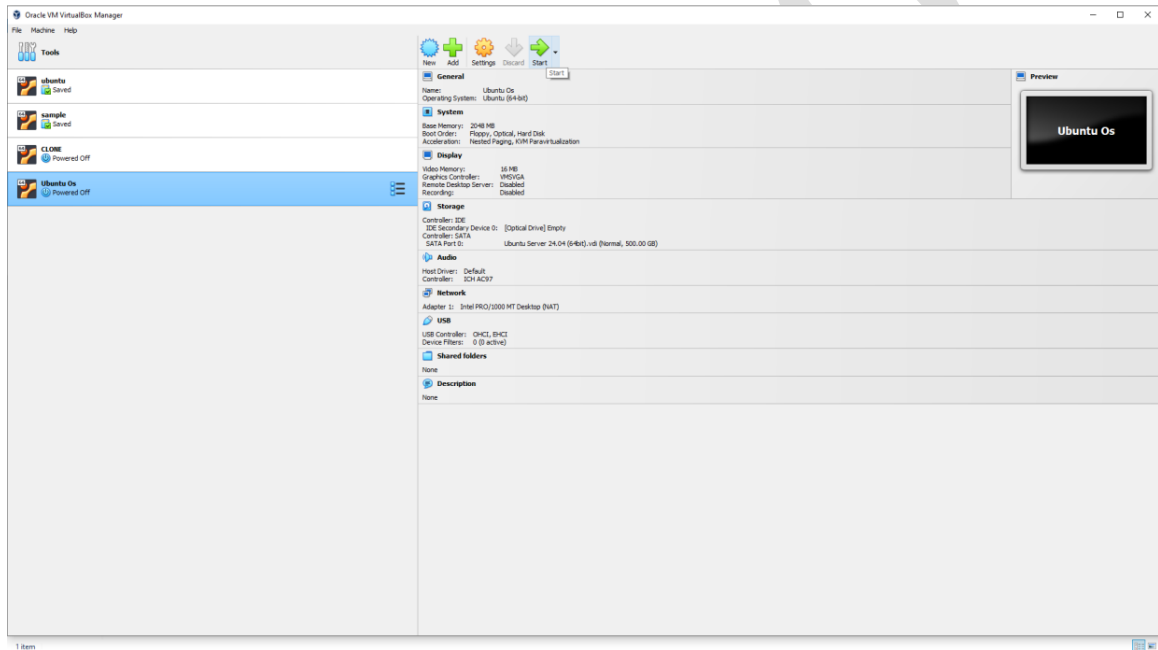 Oracle VM VirtualBox Manager
File Machine Help
Tools
ubuntu
Saved
sample
Saved
CLONE
Powered Off
Ubuntu Os
Powered Off
New Add Settings Discard Start
Start
General
Name: Ubuntu Os
Operating System: Ubuntu (64-bit)
System
Base Memory: 2048 MB
Boot Order: Floppy, Optical, Hard Disk
Acceleration: Nested Paging, KVM Paravirtualization
Display
Video Memory: 16 MB
Graphics Controller: VMSVGA
Remote Desktop Server: Disabled
Recording: Disabled
Storage
Controller: IDE
IDE Secondary Device 0: [Optical Drive] Empty
Controller: SATA
SATA Port 0: Ubuntu Server 24.04 (64bit).vdi (Normal, 500.00 GB)
Audio
Host Driver: Default
Controller: ICH AC97
Network
Adapter 1: Intel PRO/1000 MT Desktop (NAT)
USB
USB Controller: OHCI, EHCI
Device Filters: 0 (0 active)
Shared folders
None
Description
None
Preview
Ubuntu Os
1 item